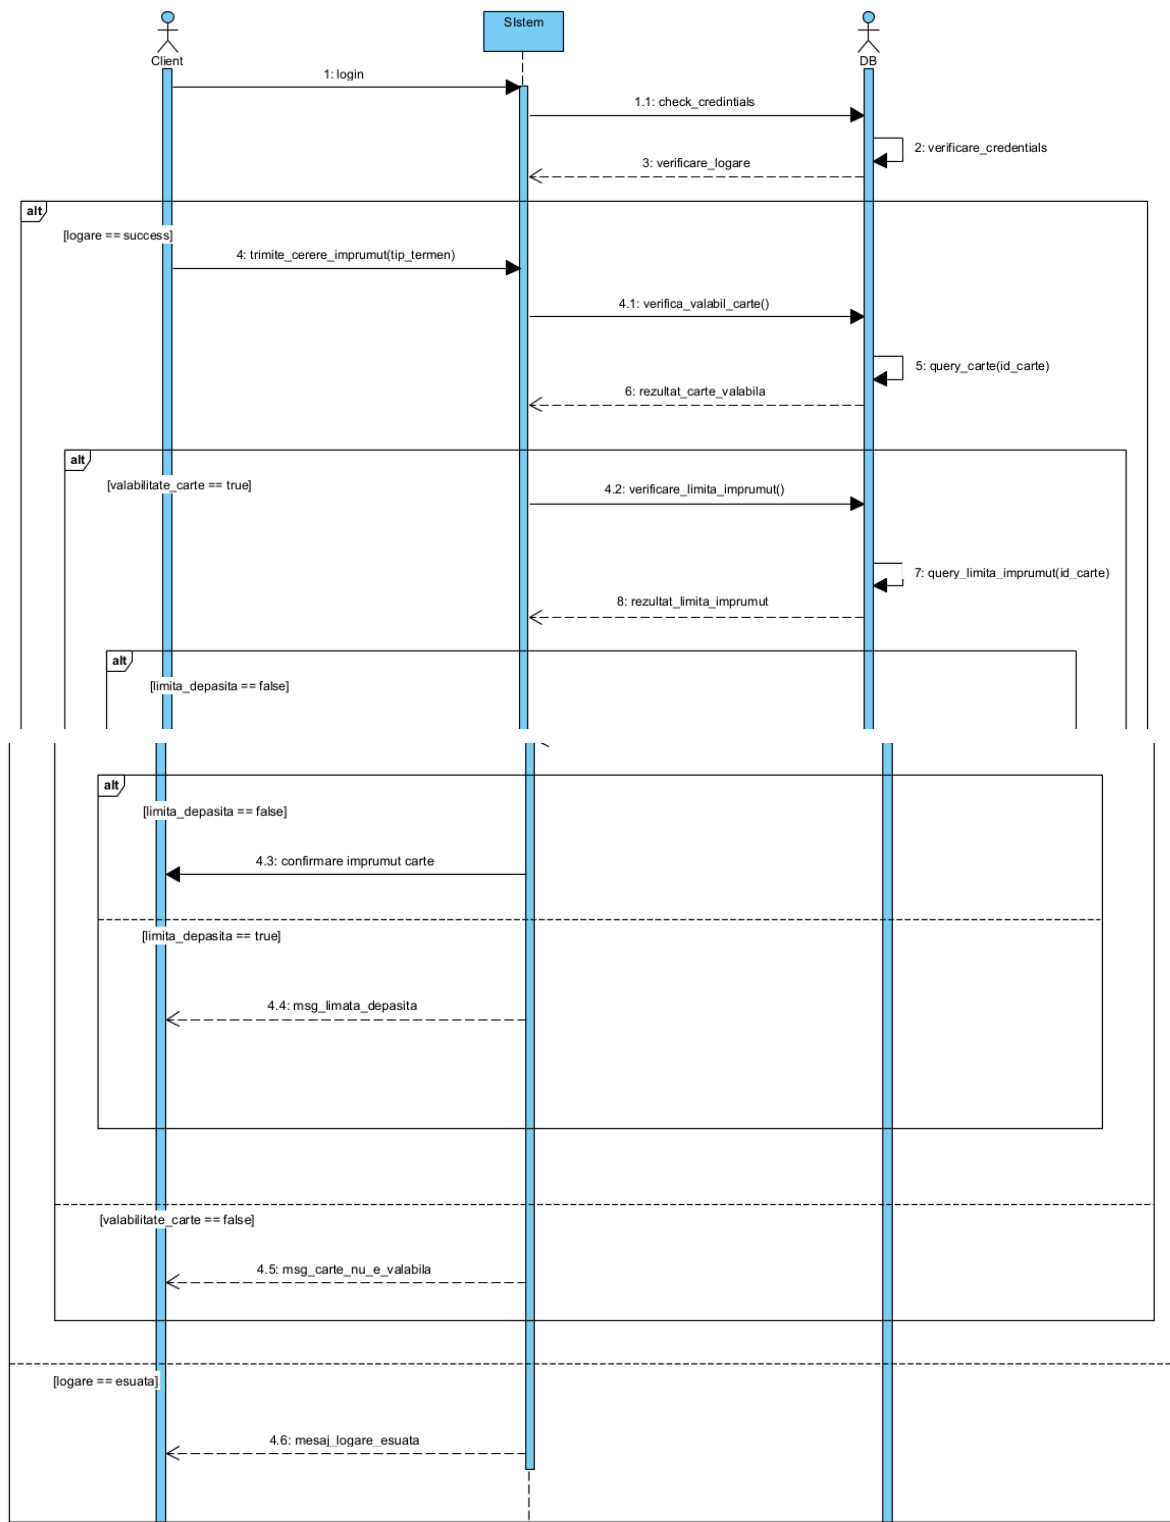 SIstem
Client
DB
1: login
1.1: check_credintials
2: verificare_credentials
3: verificare_logare
alt
[logare == success]
4: trimite_cerere_imprumut(tip_termen)
4.1: verifica_valabil_carte()
5: query_carte(id_carte)
6: rezultat_carte_valabila
alt
[valabilitate_carte == true]
4.2: verificare_limita_imprumut()
7: query_limita_imprumut(id_carte)
8: rezultat_limita_imprumut
alt
[limita_depasita == false]
alt
[limita_depasita == false]
4.3: confirmare imprumut carte
[limita_depasita == true]
4.4: msg_limata_depasita
[valabilitate_carte == false]
4.5: msg_carte_nu_e_valabila
[logare == esuata]
4.6: mesaj_logare_esuata